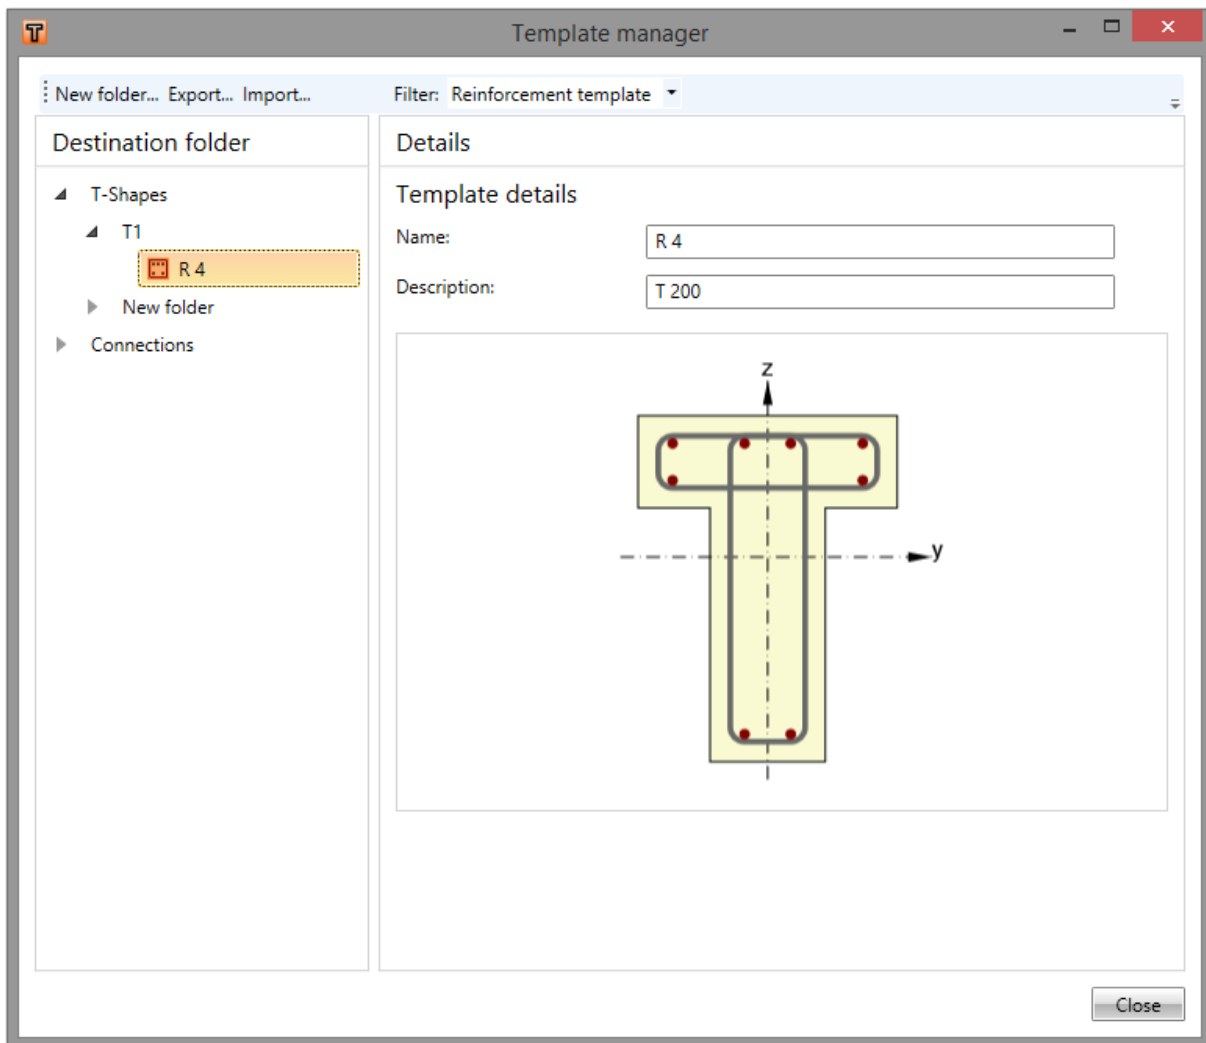 T
Template manager
New folder... Export... Import... Filter: Reinforcement template
Destination folder
T-Shapes
T1
R 4
New folder
Connections
Details
Template details
Name: R 4
Description: T 200
z
y
Close